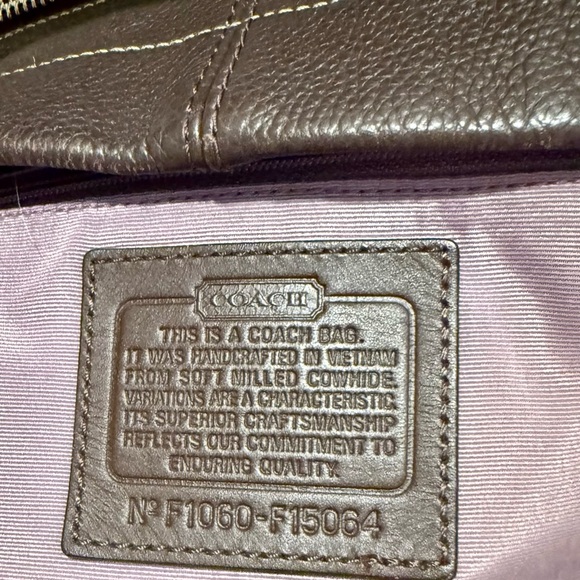 COACH
THIS IS A COACH BAG.
IT WAS HANDCRAFTED IN VIETNAM
FROM SOFT MILLED COWHIDE.
VARIATIONS ARE A CHARACTERISTIC.
ITS SUPERIOR CRAFTSMANSHIP
REFLECTS OUR COMMITMENT TO
ENDURING QUALITY.
Nº F1060-F15064